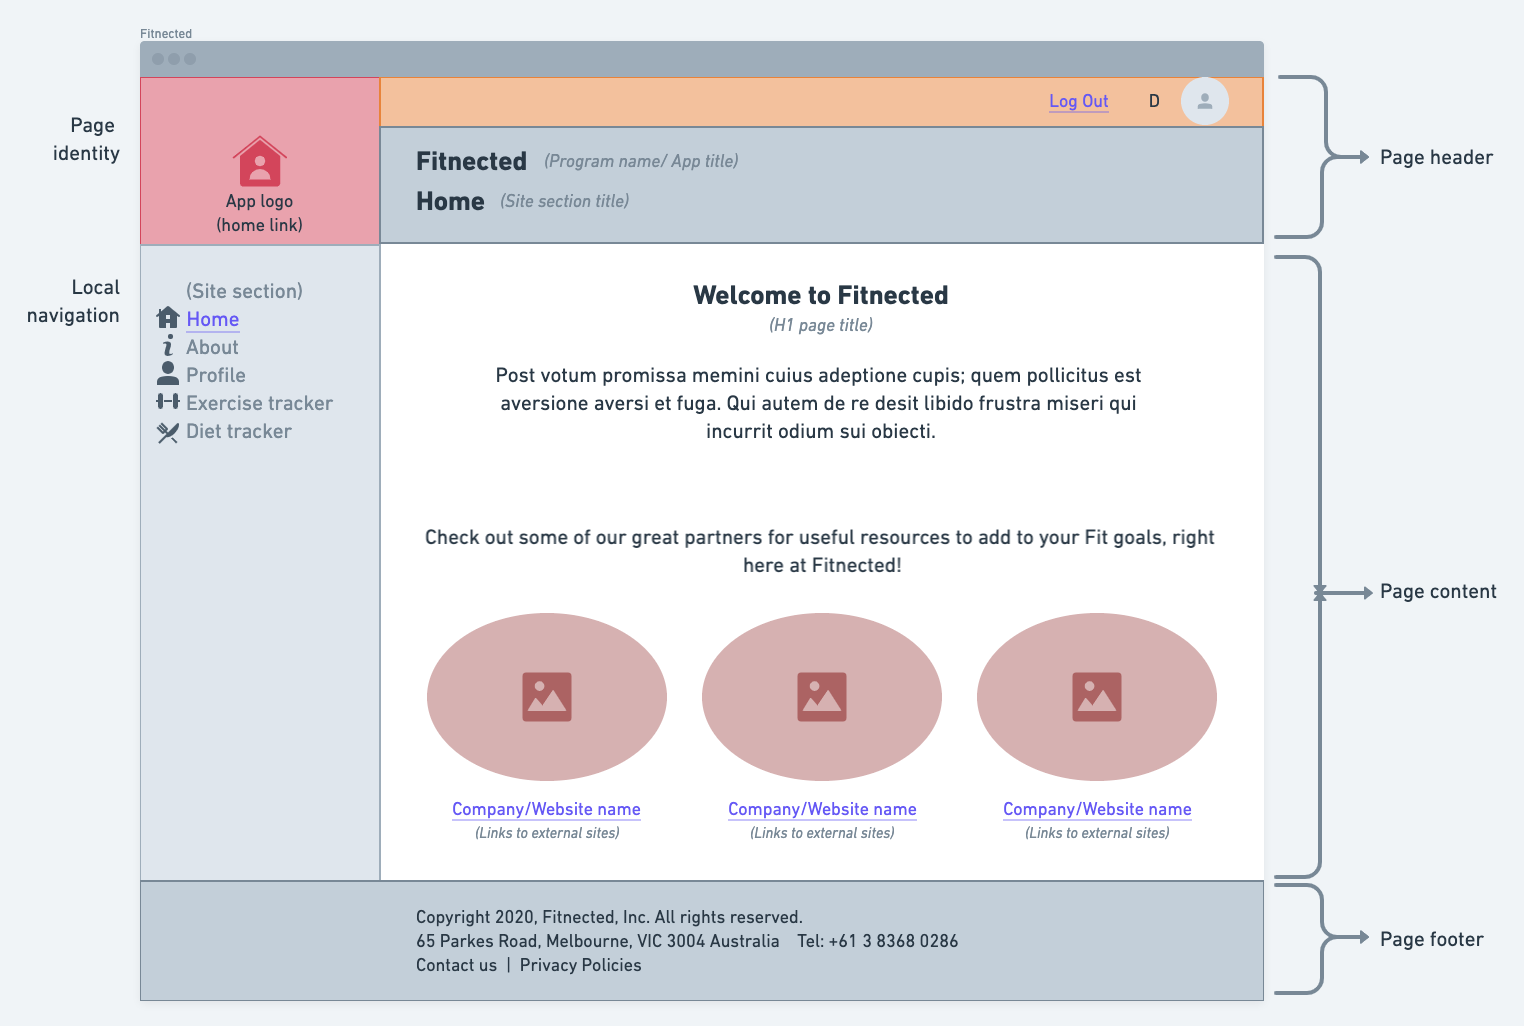 Fitnected
Page
identity
Log Out
D
Fitnected (Program name/ App title)
Home (Site section title)
App logo
(home link)
Page header
Local
navigation
(Site section)
Home
About
Profile
Exercise tracker
Diet tracker
Welcome to Fitnected
(H1 page title)
Post votum promissa memini cuius adeptione cupis; quem pollicitus est
aversione aversi et fuga. Qui autem de re desit libido frustra miseri qui
incurrit odium sui obiecti.
Check out some of our great partners for useful resources to add to your Fit goals, right
here at Fitnected!
Page content
Company/Website name
(Links to external sites)
Company/Website name
(Links to external sites)
Company/Website name
(Links to external sites)
Copyright 2020, Fitnected, Inc. All rights reserved.
65 Parkes Road, Melbourne, VIC 3004 Australia Tel: +61 3 8368 0286
Contact us | Privacy Policies
Page footer